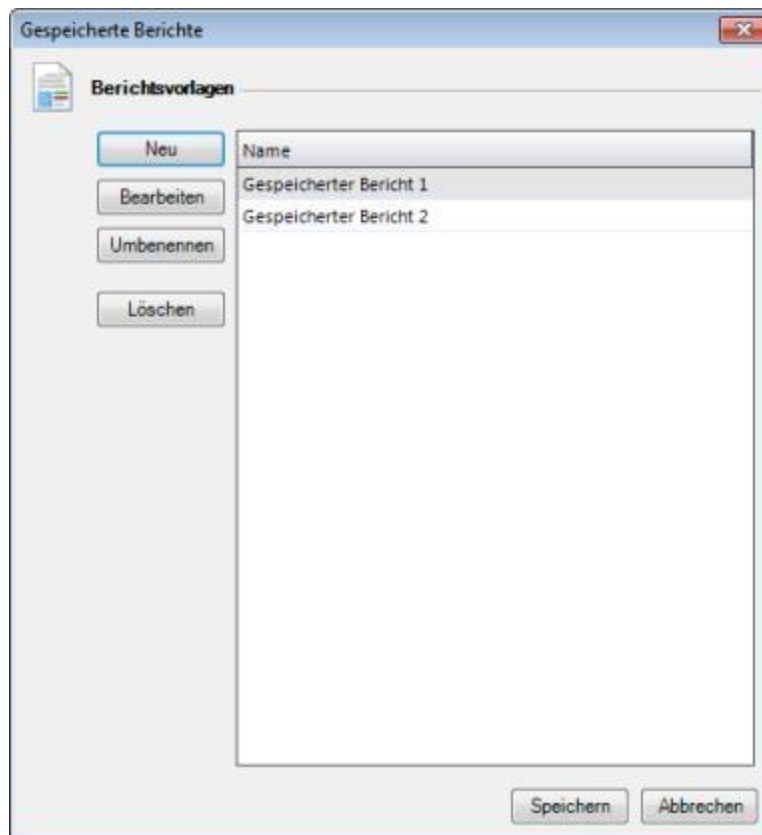 Gespeicherte Berichte
Berichtsvorlagen
Neu
Name
Gespeicherter Bericht 1
Bearbeiten
Gespeicherter Bericht 2
Umbenennen
Löschen
Speichern
Abbrechen